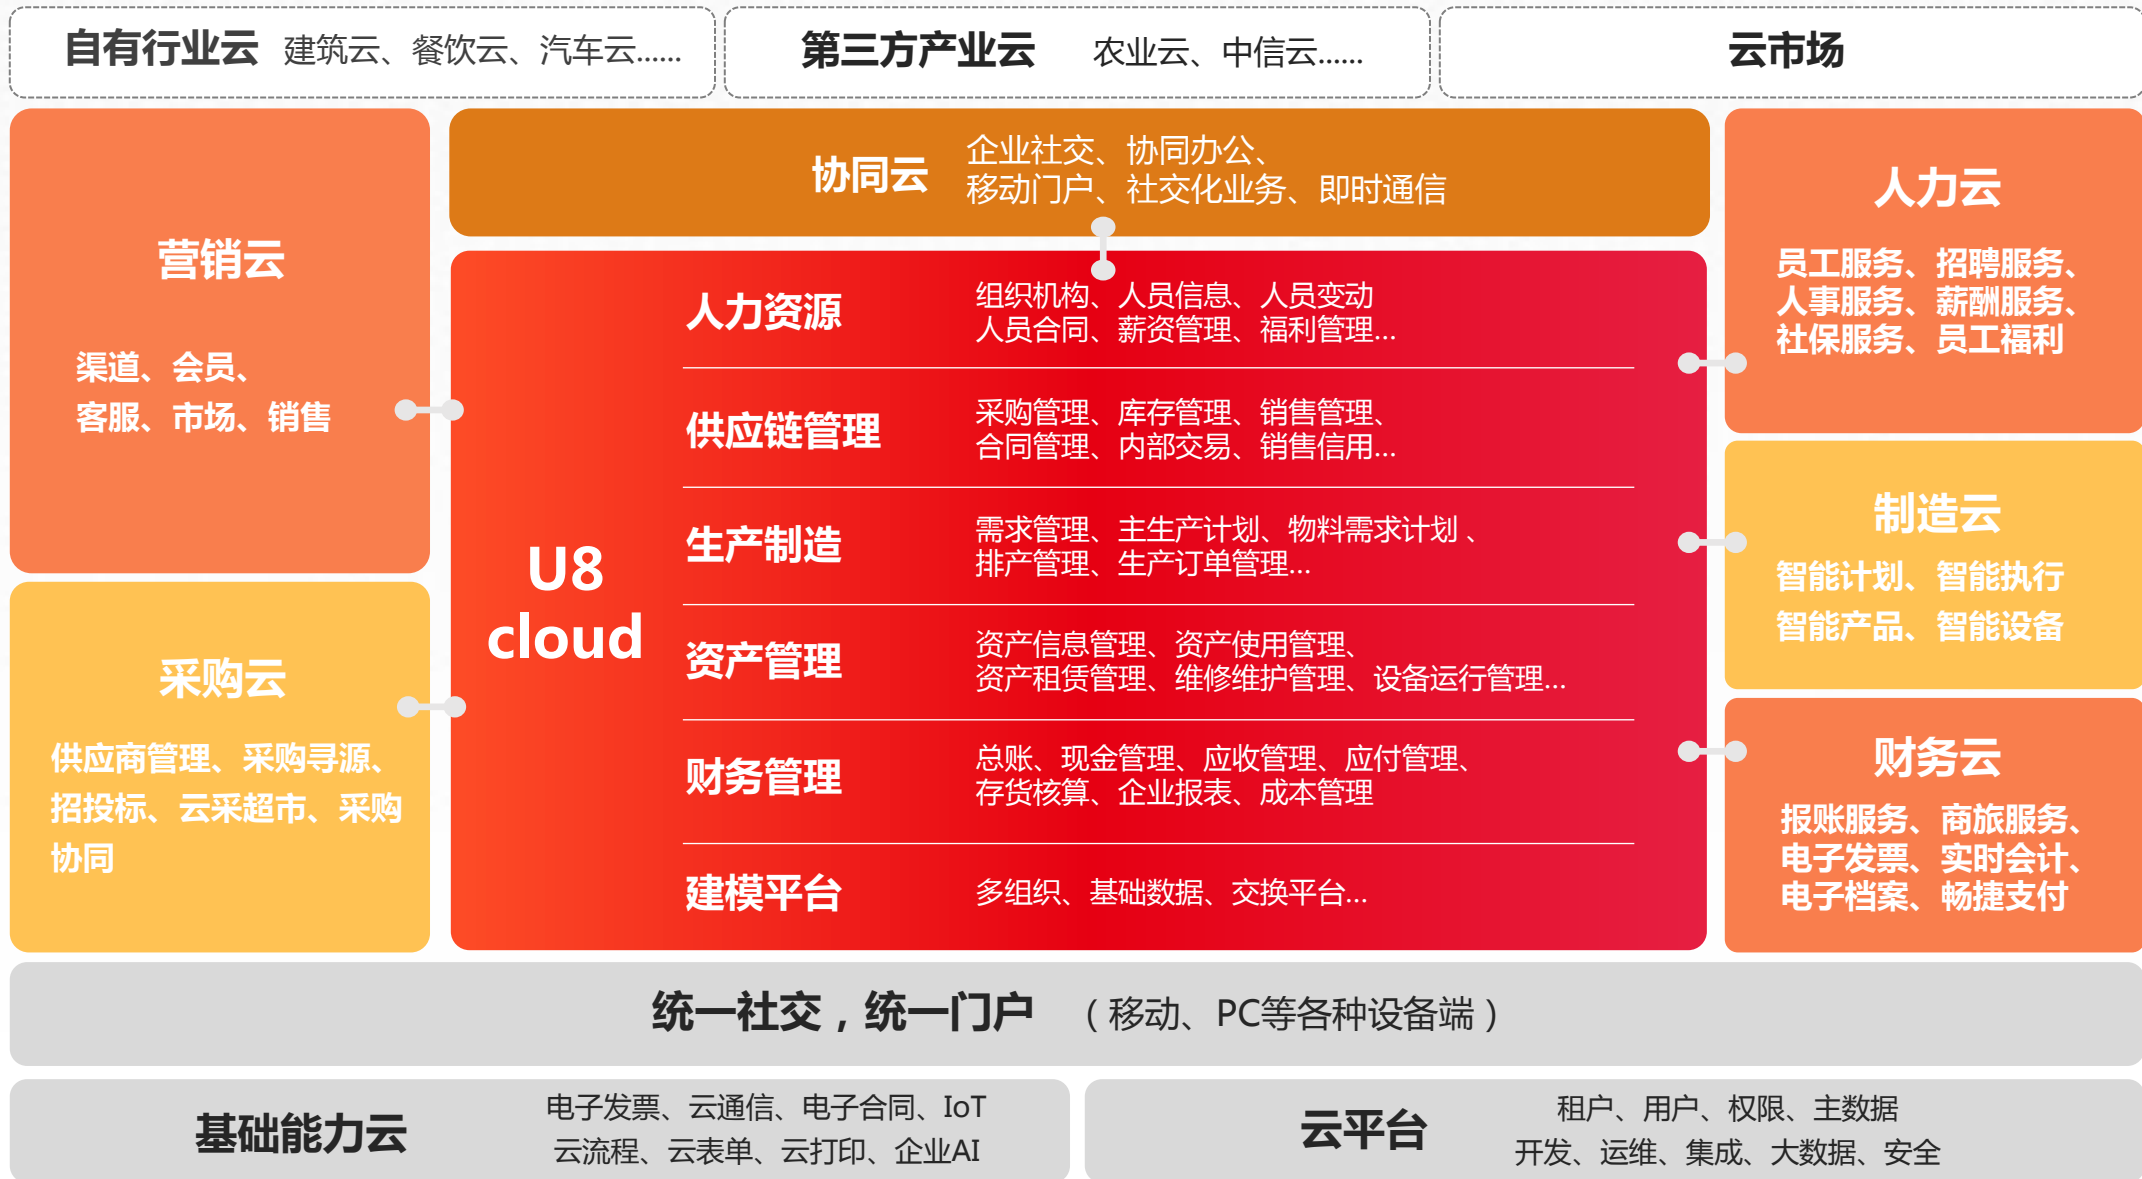 自有行业云 建筑云、餐饮云、汽车云......
第三方产业云 农业云、中信云......
云市场
营销云
渠道、会员、
客服、市场、销售
采购云
供应商管理、采购寻源、
招投标、云采超市、采购
协同
协同云
企业社交、协同办公、
移动门户、社交化业务、即时通信
U8
cloud
人力资源
组织机构、人员信息、人员变动
人员合同、薪资管理、福利管理...
供应链管理
采购管理、库存管理、销售管理、
合同管理、内部交易、销售信用...
生产制造
需求管理、主生产计划、物料需求计划 、
排产管理、生产订单管理...
资产管理
资产信息管理、资产使用管理、
资产租赁管理、维修维护管理、设备运行管理...
财务管理
总账、现金管理、应收管理、应付管理、
存货核算、企业报表、成本管理
建模平台
多组织、基础数据、交换平台...
人力云
员工服务、招聘服务、
人事服务、薪酬服务、
社保服务、员工福利
制造云
智能计划、智能执行
智能产品、智能设备
财务云
报账服务、商旅服务、
电子发票、实时会计、
电子档案、畅捷支付
统一社交，统一门户 （移动、PC等各种设备端）
基础能力云
电子发票、云通信、电子合同、IoT
云流程、云表单、云打印、企业AI
云平台
租户、用户、权限、主数据
开发、运维、集成、大数据、安全